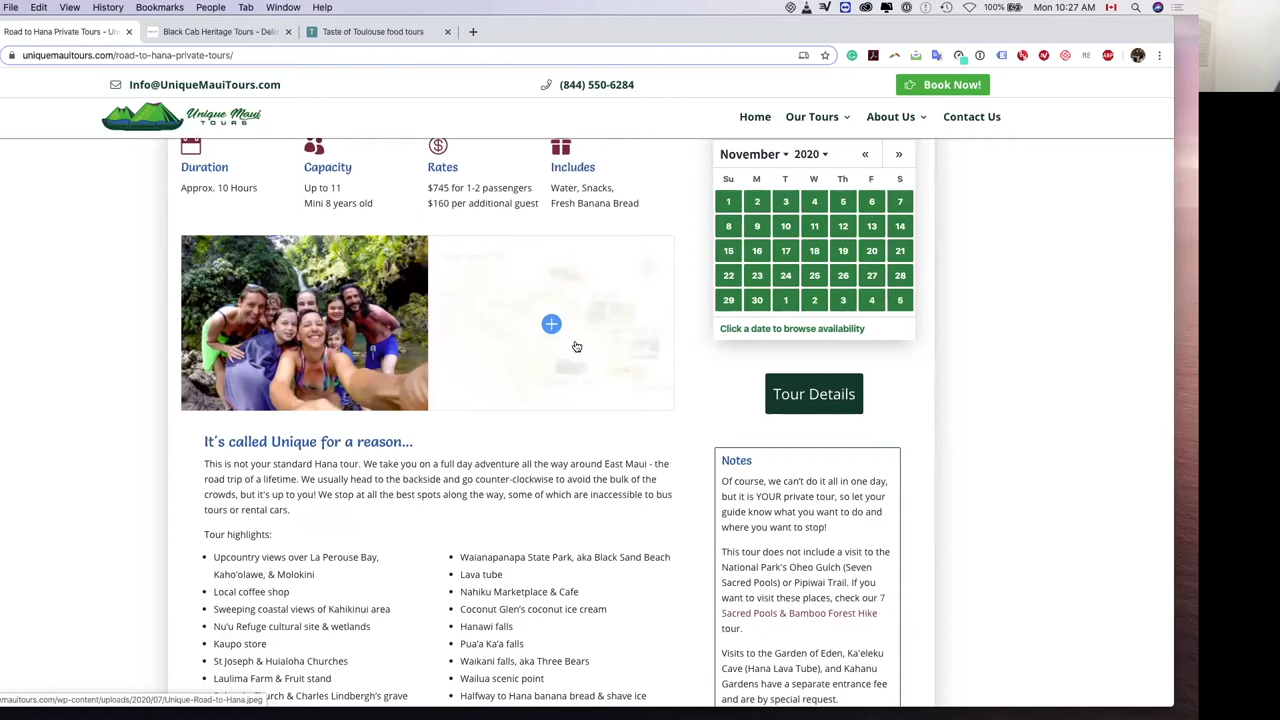 File Edit View History Bookmarks People Tab Window Help 100% Mon 10:27 AM
Road to Hana Private Tours - Un × Black Cab Heritage Tours - Deliv × Taste of Toulouse food tours × +
uniquemauitours.com/road-to-hana-private-tours/
Info@UniqueMauiTours.com (844) 550-6284 Book Now!
Unique Maui
TOURS
Home Our Tours About Us Contact Us
Duration Capacity Rates Includes
Approx. 10 Hours Up to 11 $745 for 1-2 passengers Water, Snacks,
Mini 8 years old $160 per additional guest Fresh Banana Bread
November 2020 « »
Su M T W Th F S
1 2 3 4 5 6 7
8 9 10 11 12 13 14
15 16 17 18 19 20 21
22 23 24 25 26 27 28
29 30 1 2 3 4 5
Click a date to browse availability
Tour Details
It's called Unique for a reason...
This is not your standard Hana tour. We take you on a full day adventure all the way around East Maui - the
road trip of a lifetime. We usually head to the backside and go counter-clockwise to avoid the bulk of the
crowds, but it's up to you! We stop at all the best spots along the way, some of which are inaccessible to bus
tours or rental cars.
Tour highlights:
• Upcountry views over La Perouse Bay,
Kaho'olawe, & Molokini
• Local coffee shop
• Sweeping coastal views of Kahikinui area
• Nu'u Refuge cultural site & wetlands
• Kaupo store
• St Joseph & Huialoha Churches
• Laulima Farm & Fruit stand
Church & Charles Lindbergh's grave
• Waianapanapa State Park, aka Black Sand Beach
• Lava tube
• Nahiku Marketplace & Cafe
• Coconut Glen's coconut ice cream
• Hanawi falls
• Pua'a Ka'a falls
• Waikani falls, aka Three Bears
• Wailua scenic point
• Halfway to Hana banana bread & shave ice
Notes
Of course, we can't do it all in one day,
but it is YOUR private tour, so let your
guide know what you want to do and
where you want to stop!
This tour does not include a visit to the
National Park's Oheo Gulch (Seven
Sacred Pools) or Pipiwai Trail. If you
want to visit these places, check our 7
Sacred Pools & Bamboo Forest Hike
tour.
Visits to the Garden of Eden, Ka'eleku
Cave (Hana Lava Tube), and Kahanu
Gardens have a separate entrance fee
and are by special request.
emauitours.com/wp-content/uploads/2020/07/Unique-Road-to-Hana.jpeg